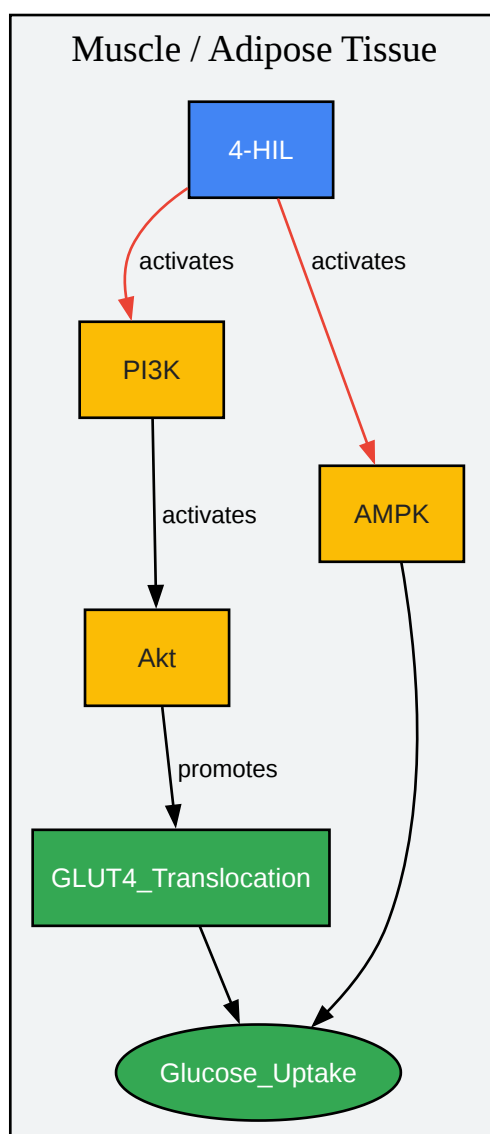 Muscle / Adipose Tissue
4-HIL
activates
activates
PI3K
activates
AMPK
Akt
promotes
GLUT4_Translocation
Glucose_Uptake